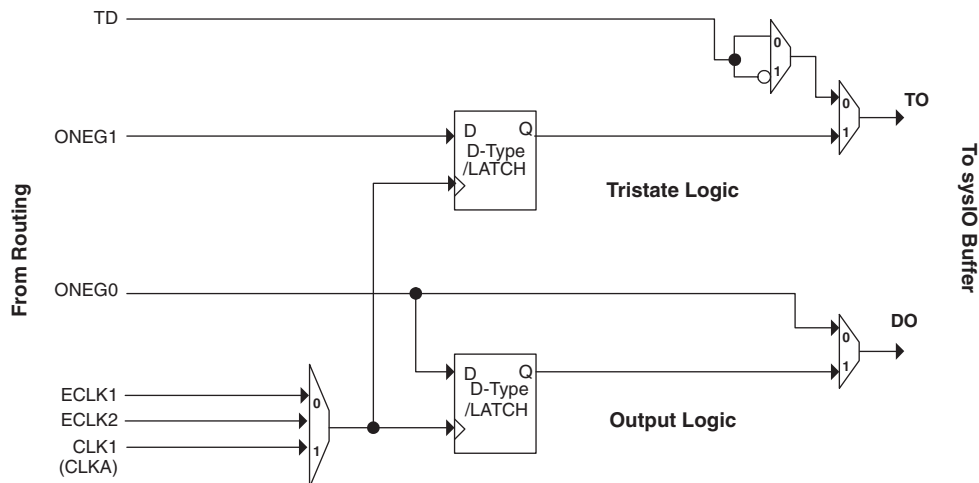 TD
0
1
0
TO
1
ONEG1
D Q
D-Type
/LATCH
Tristate Logic
From Routing
To sysIO Buffer
ONEG0
DO
0
1
D Q
D-Type
/LATCH
Output Logic
ECLK1
0
ECLK2
CLK1
1
(CLKA)